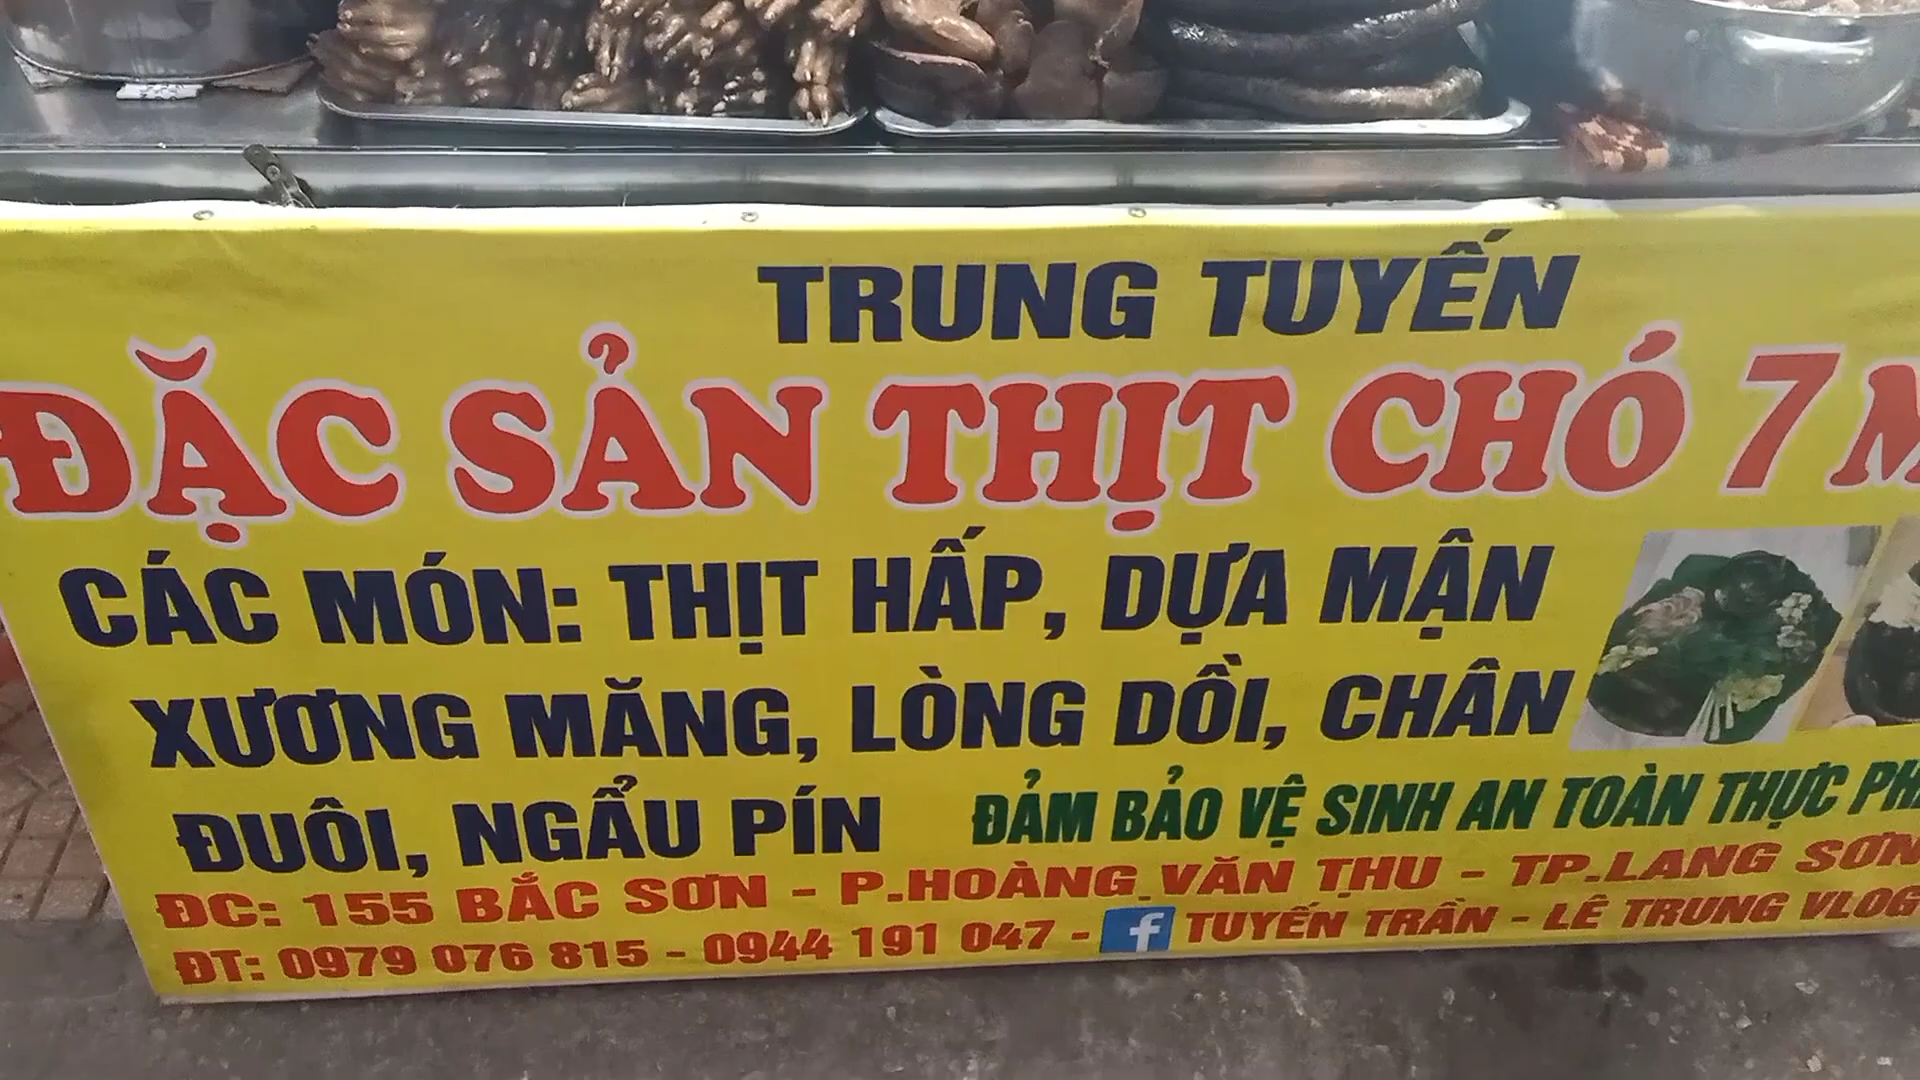 TRUNG TUYẾN
ĐẶC SẢN THỊT CHÓ 7
CÁC MÓN: THỊT HẤP, DỰA MẬN
XƯƠNG MĂNG, LÒNG DỒI, CHÂN
ĐUÔI, NGẨU PÍN
ĐẢM BẢO VỆ SINH AN TOÀN THỰC
ĐC: 155 BẮC SƠN - P.HOÀNG VĂN THỤ - TP.LẠNG SƠN
ĐT: 0979 076 815 - 0944 191 047 - f TUYẾN TRẦN - LÊ TRUNG VLOG